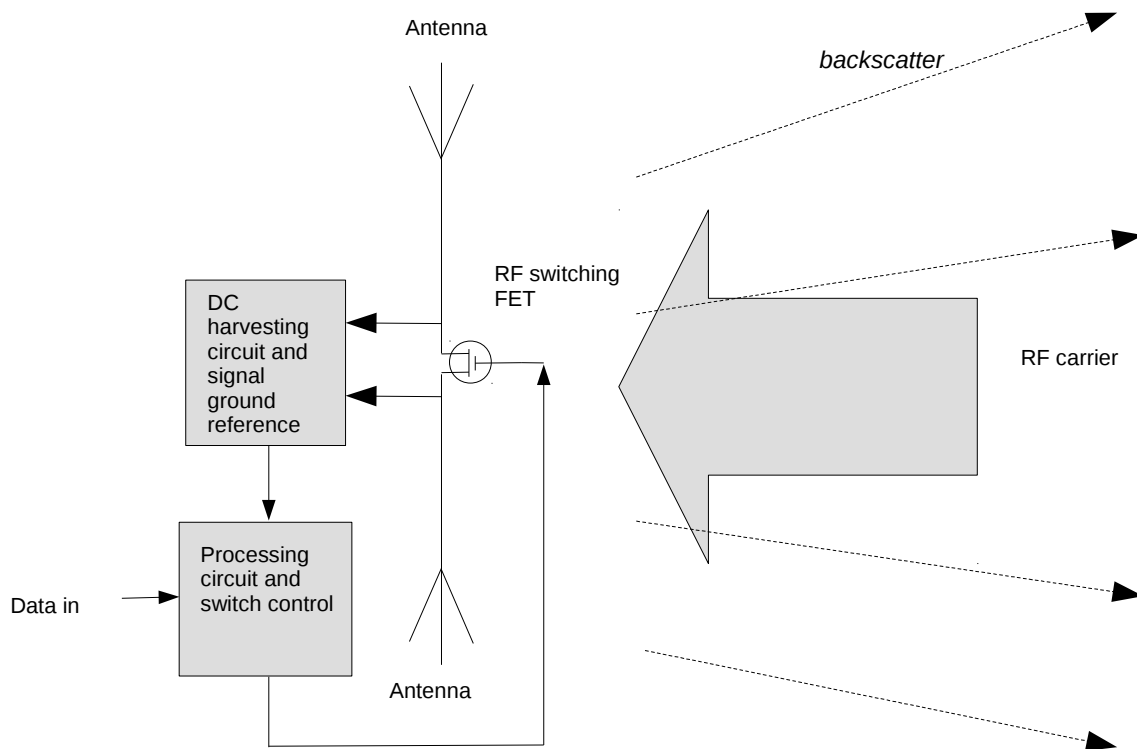 Antenna
backscatter
RF switching
FET
DC
harvesting
circuit and
signal
ground
reference
RF carrier
Processing
circuit and
switch control
Data in
Antenna